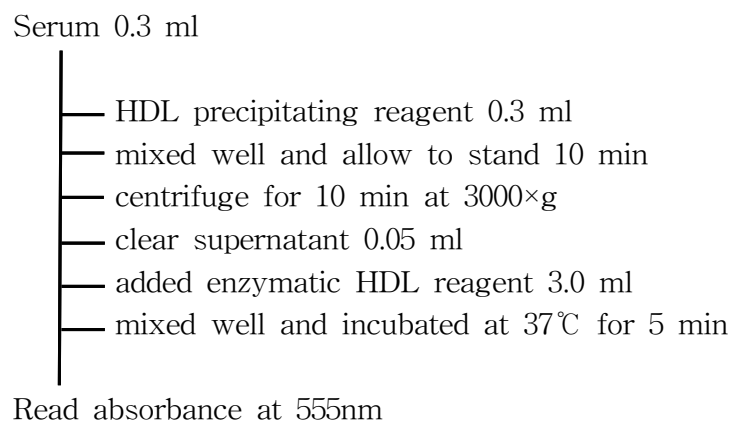 Serum 0.3 ml
HDL precipitating reagent 0.3 ml
mixed well and allow to stand 10 min
centrifuge for 10 min at 3000×g
clear supernatant 0.05 ml
added enzymatic HDL reagent 3.0 ml
mixed well and incubated at 37℃ for 5 min
Read absorbance at 555nm